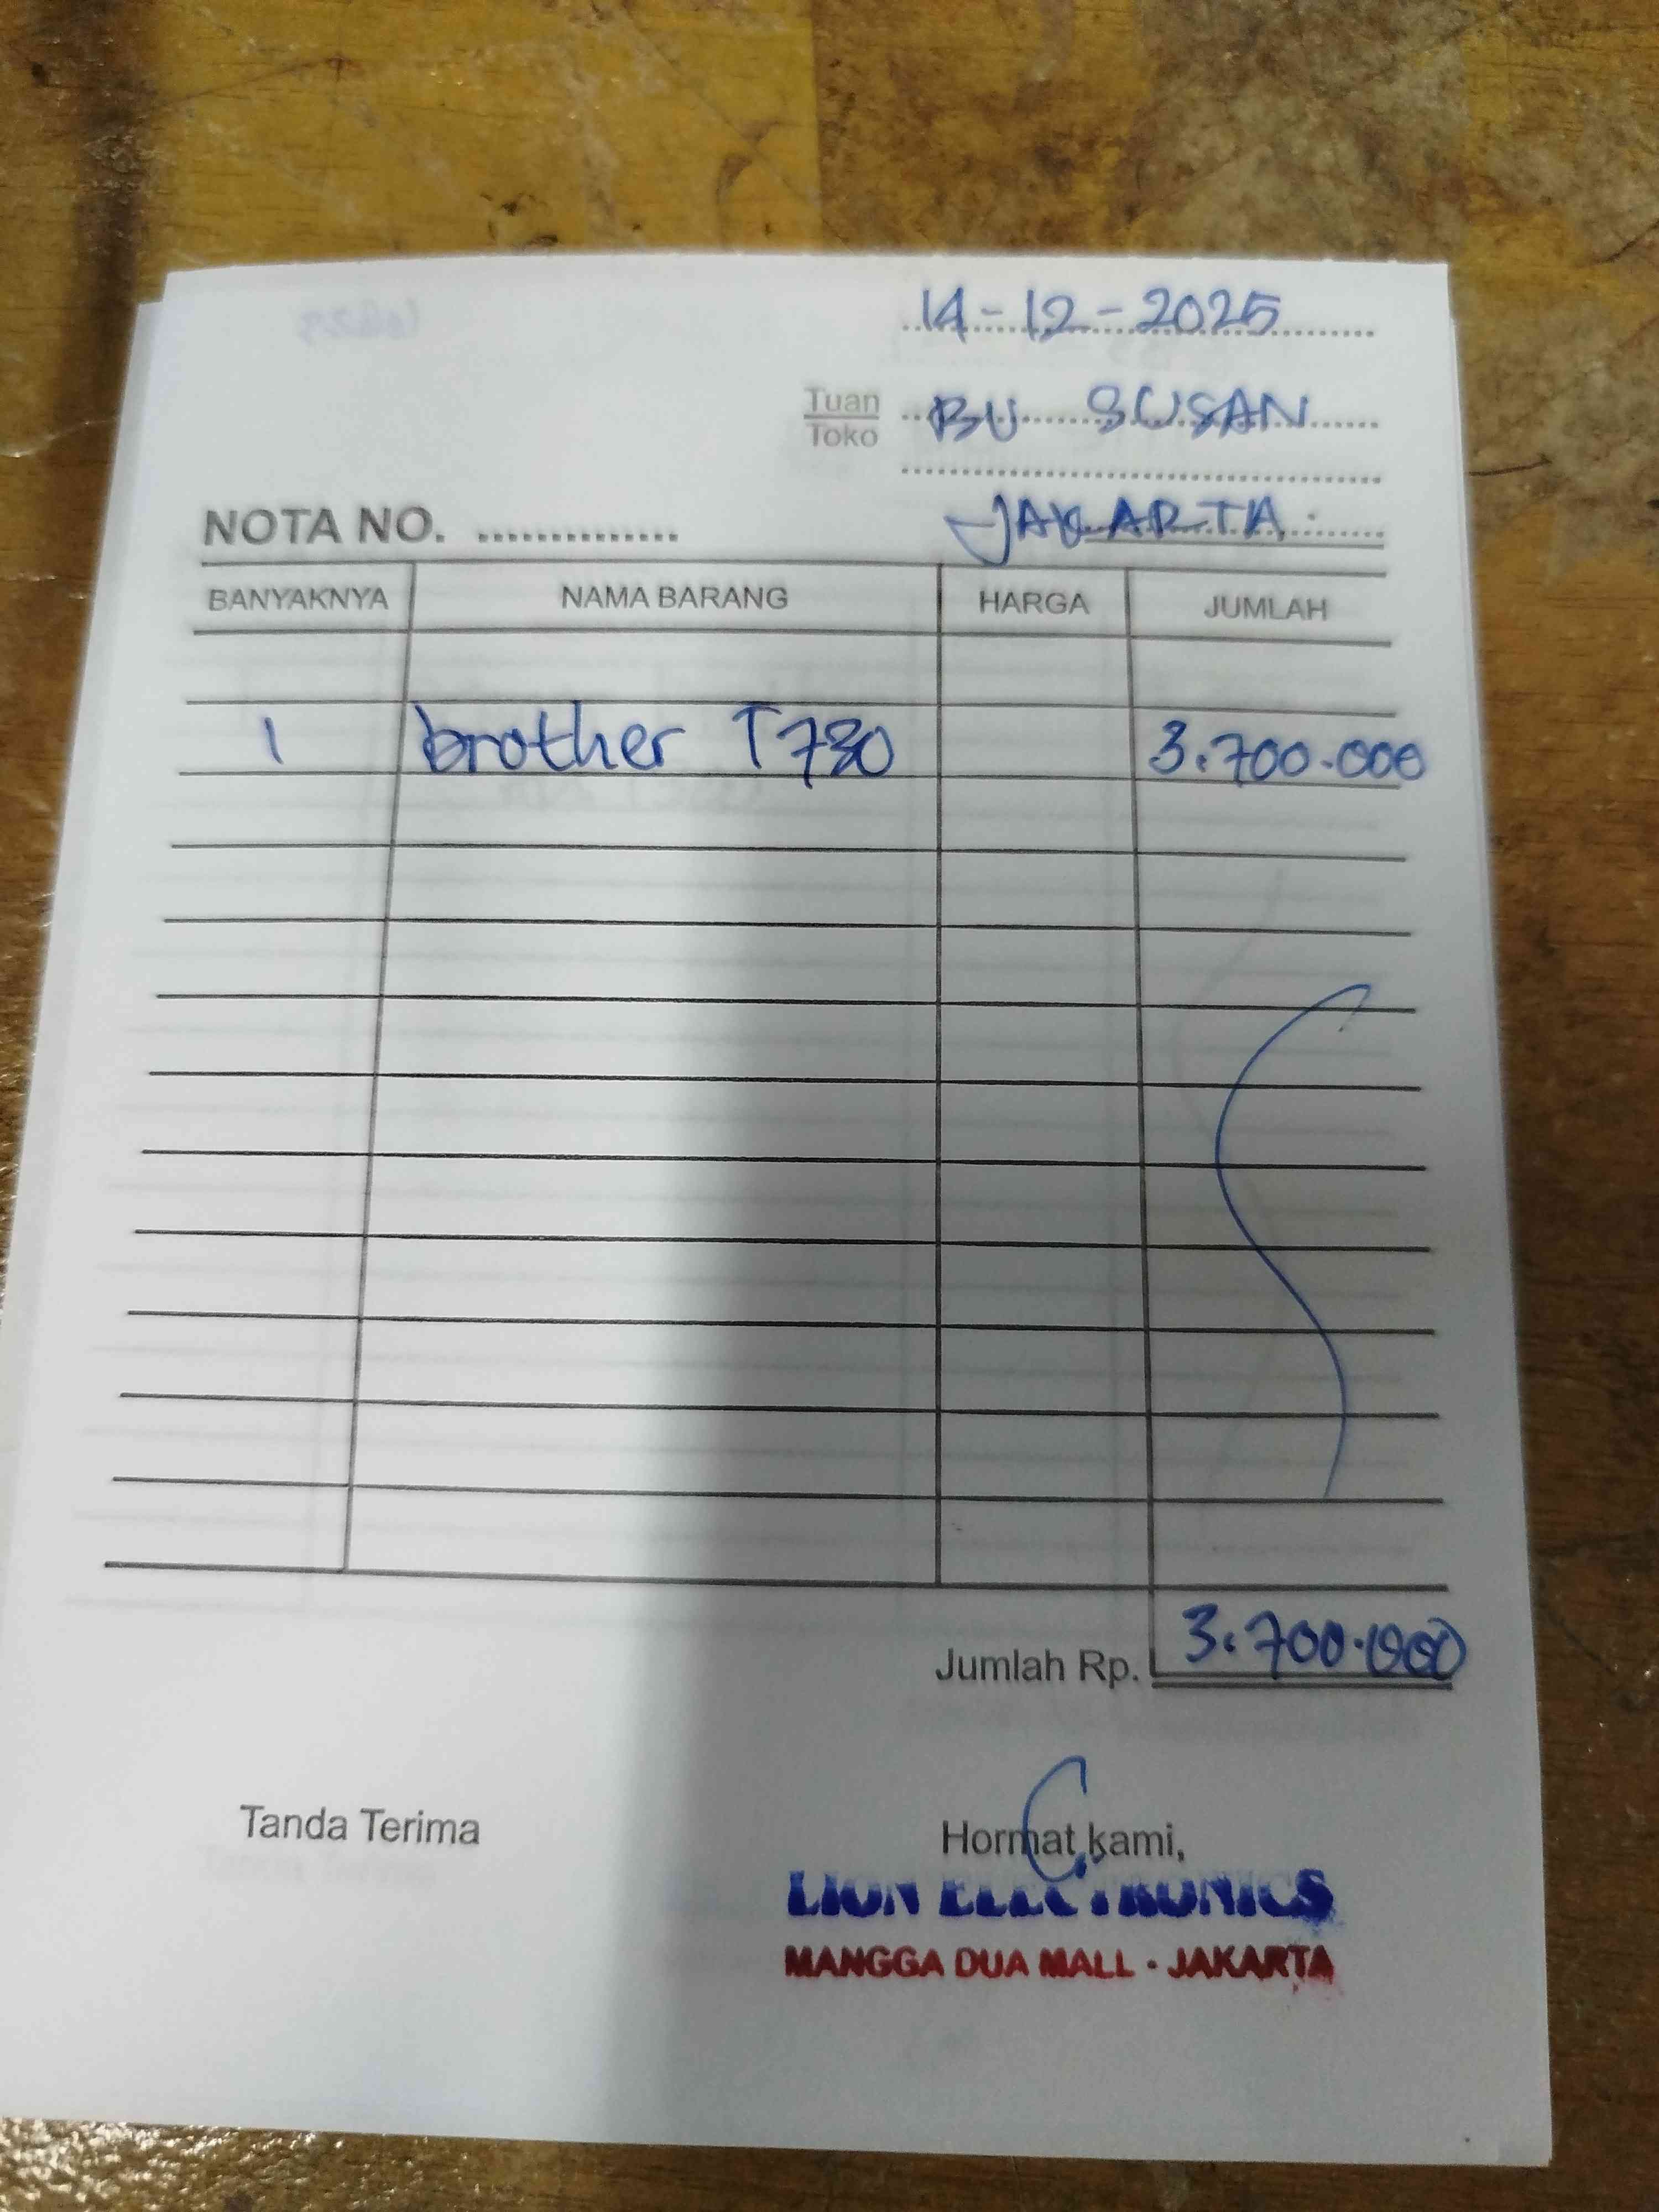 14-12-2025
Tuan
Toko
BU SUSAN
JAKARTA.
NOTA NO. ..............
BANYAKNYA NAMA BARANG HARGA JUMLAH
1 brother T730 3.700.000
Jumlah Rp. 3.700.000
Tanda Terima Hormat kami,
LION ELECTRONICS
MANGGA DUA MALL · JAKARTA